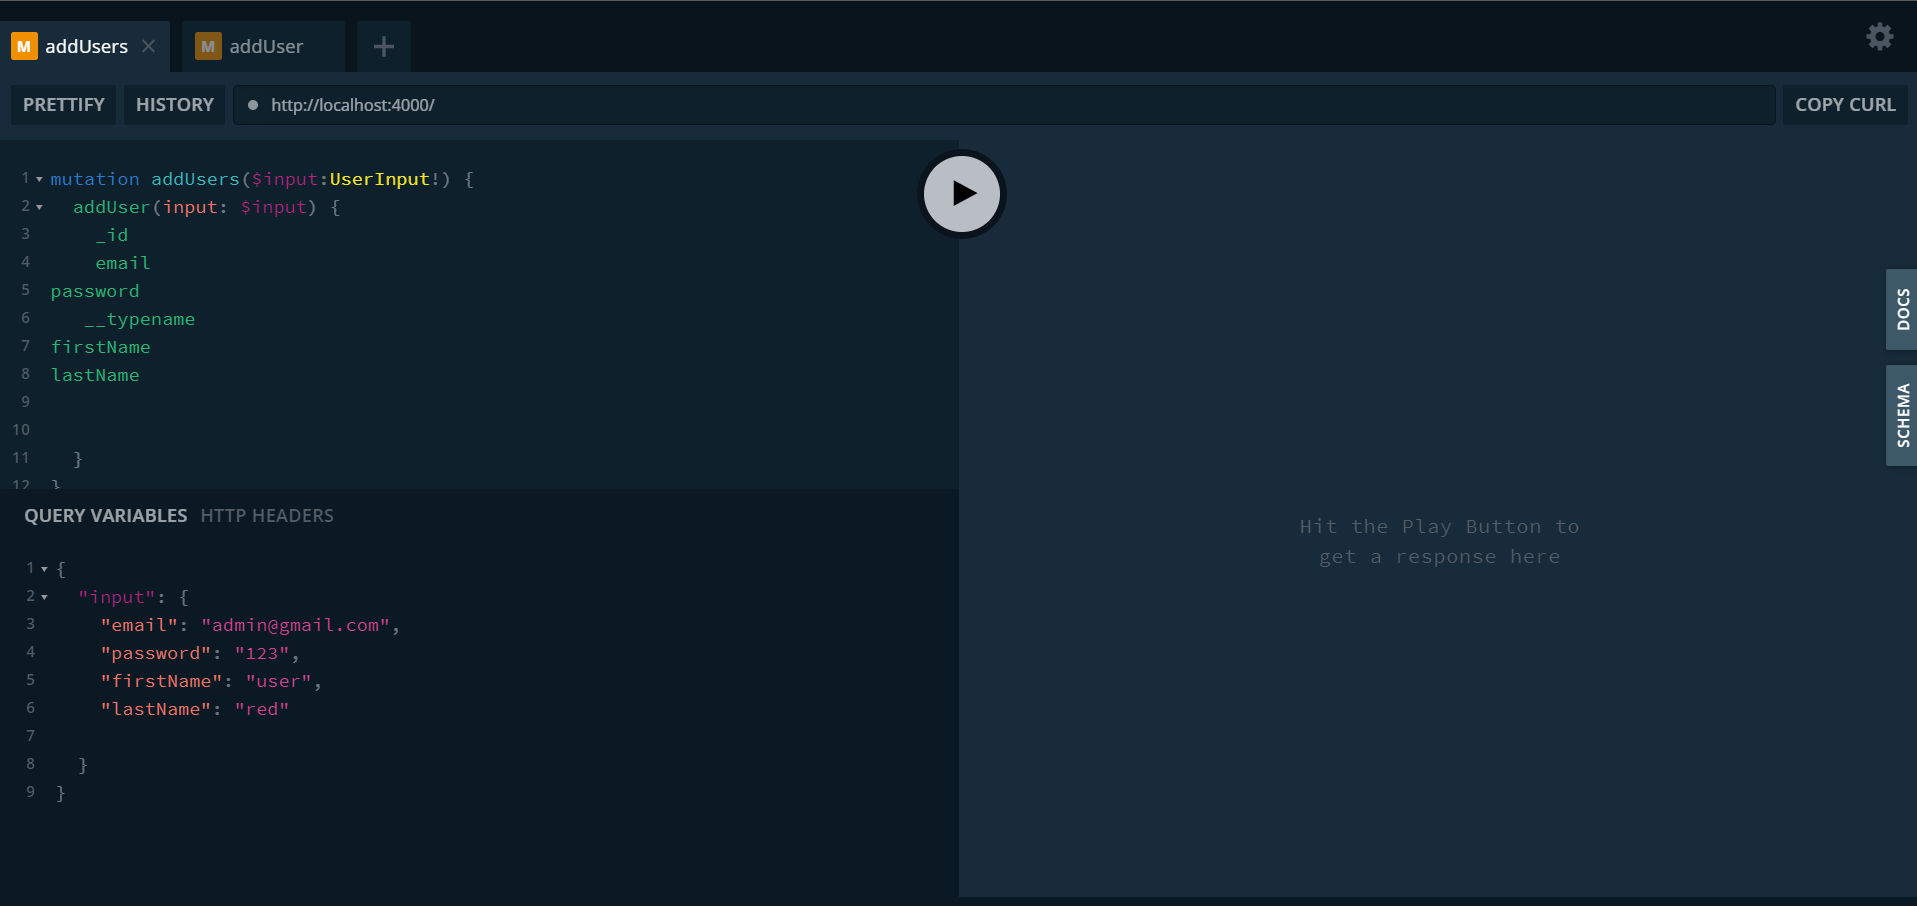 M addUsers × M addUser +
PRETTIFY HISTORY http://localhost:4000/ COPY CURL
1 mutation addUsers($input:UserInput!) {
2 addUser(input: $input) {
3 _id
4 email
5 password
6 __typename
7 firstName
8 lastName
9
10
11 }
12 }
QUERY VARIABLES HTTP HEADERS
1 {
2 "input": {
3 "email": "admin@gmail.com",
4 "password": "123",
5 "firstName": "user",
6 "lastName": "red"
7
8 }
9 }
Hit the Play Button to
get a response here
DOCS
SCHEMA